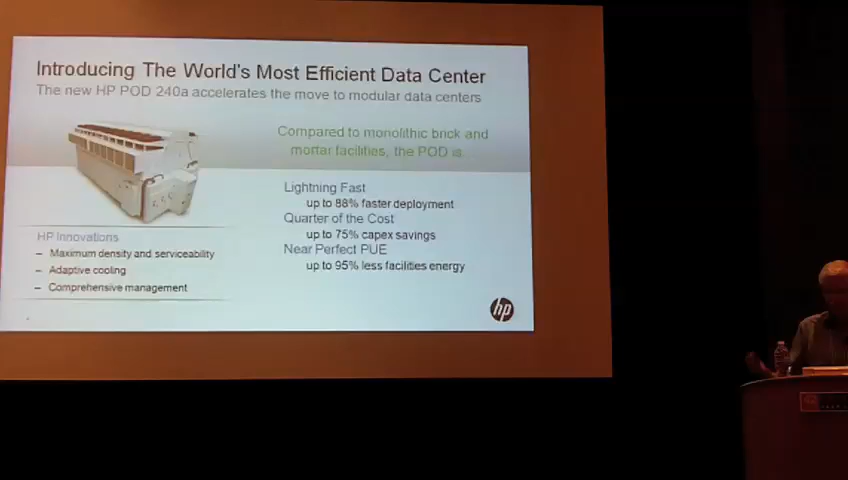 Introducing The World's Most Efficient Data Center
The new HP POD 240a accelerates the move to modular data centers
Compared to monolithic brick and
mortar facilities, the POD is...
Lightning Fast
up to 88% faster deployment
Quarter of the Cost
up to 75% capex savings
Near Perfect PUE
up to 95% less facilities energy
HP Innovations
– Maximum density and serviceability
– Adaptive cooling
– Comprehensive management
hp